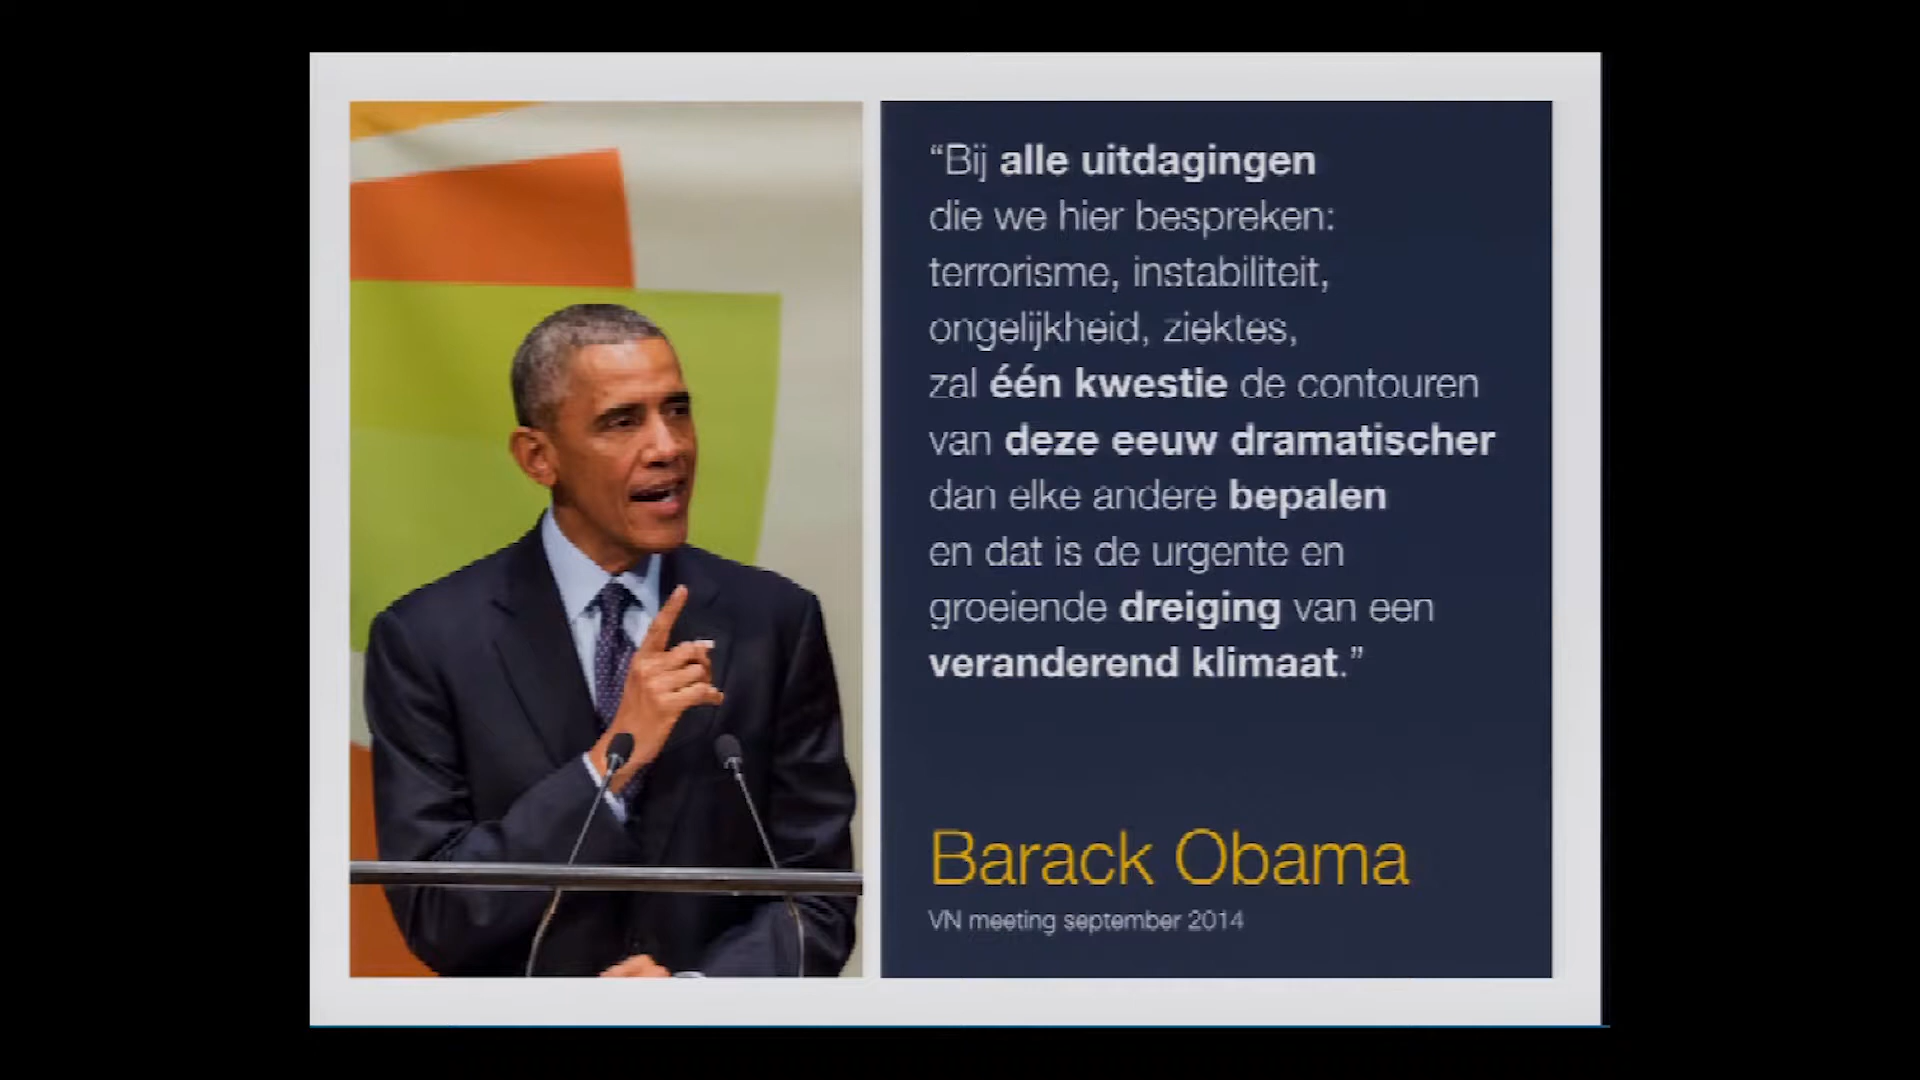 “Bij alle uitdagingen
die we hier bespreken:
terrorisme, instabiliteit,
ongelijkheid, ziektes,
zal één kwestie de contouren
van deze eeuw dramatischer
dan elke andere bepalen
en dat is de urgente en
groeiende dreiging van een
veranderend klimaat.”
Barack Obama
VN meeting september 2014